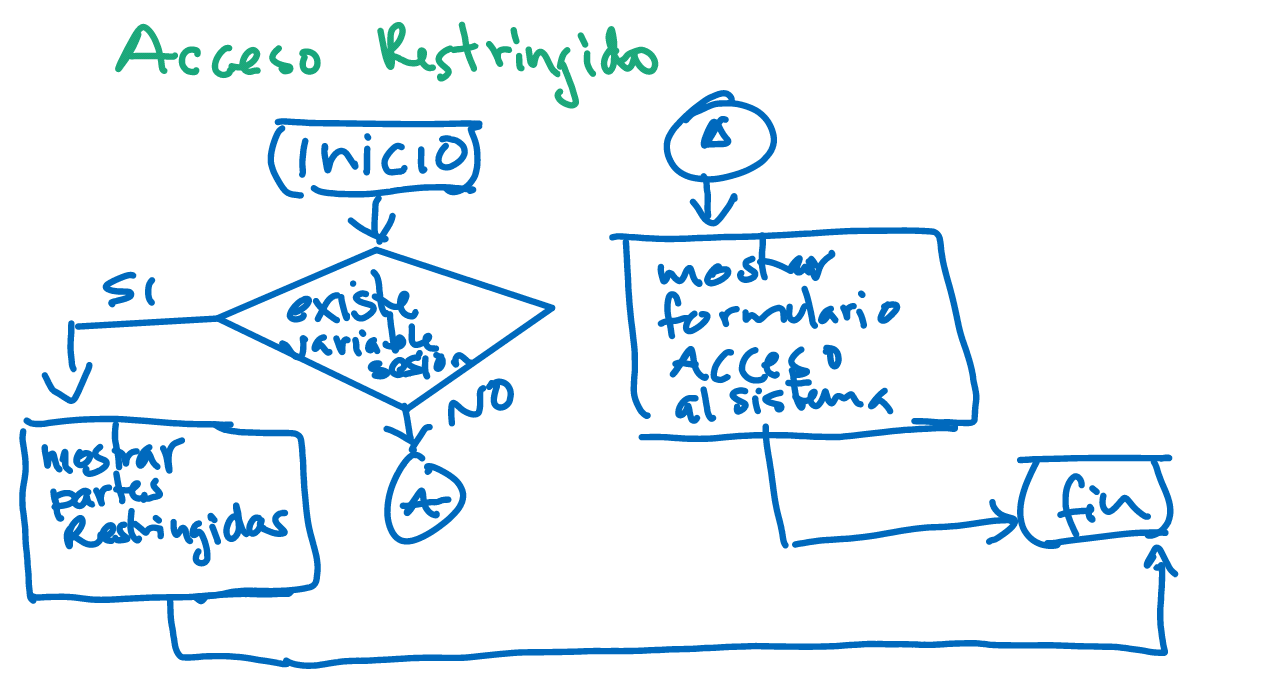 Acceso Restringido
INICIO
existe
variable
sesion
SI
NO
mostrar
partes
Restringidas
A
A
mostrar
formulario
Acceso
al sistema
fin